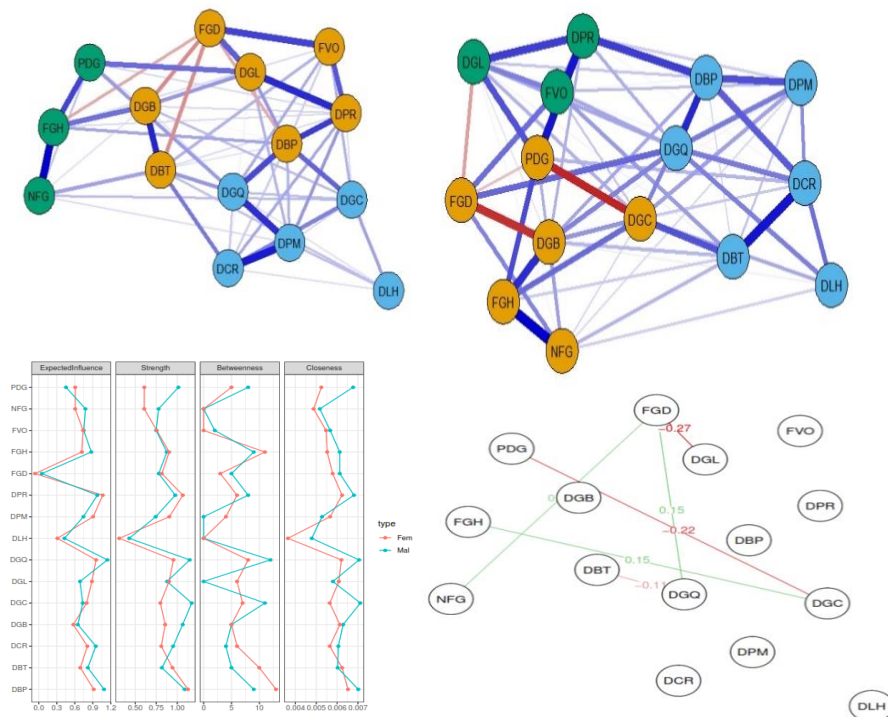 FGD
FVO
PDG
DGL
DGB
DPR
FGH
DBP
DBT
NFG
DGQ
DGC
DPM
DCR
DLH
DPR
DGL
DBP
DPM
FVO
DGQ
PDG
DCR
FGD
DGC
DGB
DBT
DLH
FGH
NFG
ExpectedInfluence Strength Betweenness Closeness
PDG
NFG
FVO
FGH
FGD
DPR
DPM
DLH
DGQ
DGL
DGC
DGB
DCR
DBT
DBP
0.0 0.3 0.6 0.9 1.2 0.50 0.75 1.00 0 5 10 0.004 0.005 0.006 0.007
type
Fem
Mal
FGD
−0.27
FVO
PDG
DGL
DGB
0.15
DPR
FGH
−0.22
DBP
0.15
DBT
−0.11
DGQ
NFG
DGC
DPM
DCR
DLH